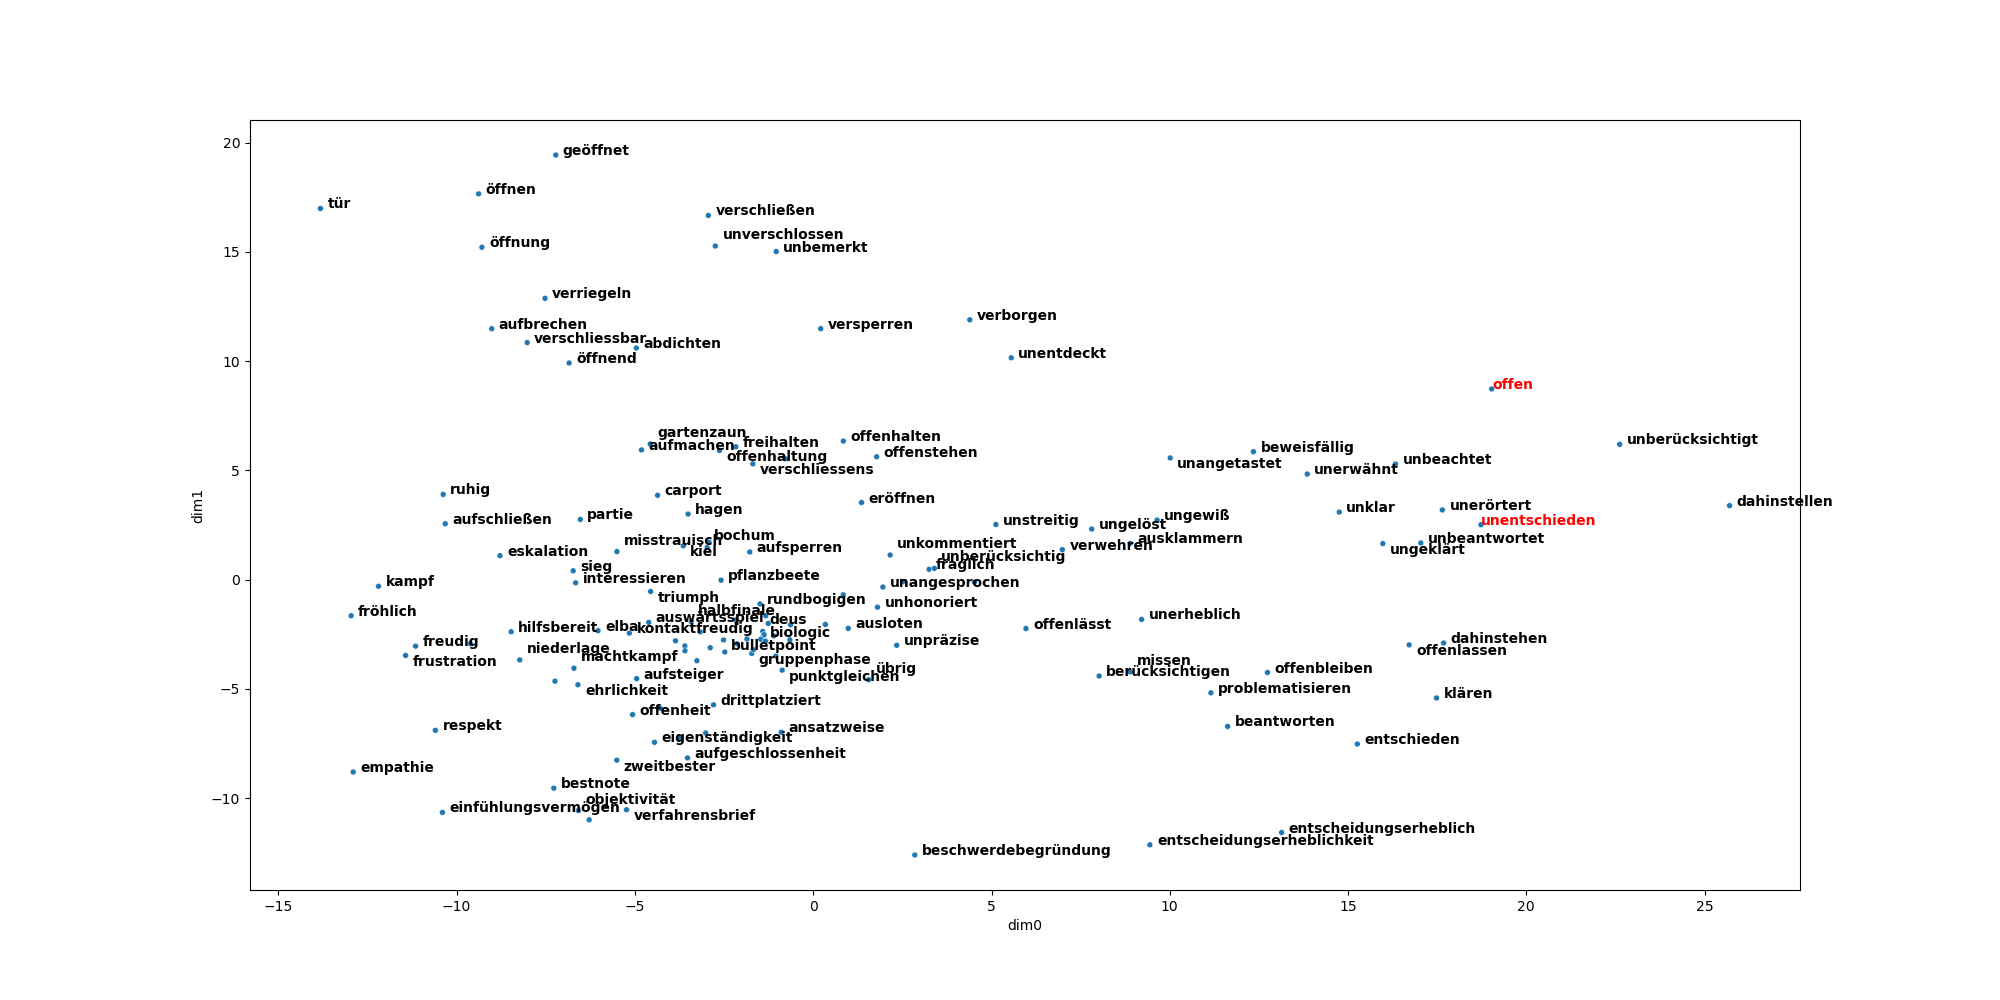 geöffnet
öffnen
tür
verschließen
unverschlossen
öffnung
unbemerkt
verriegeln
verborgen
aufbrechen
versperren
verschliessbar
abdichten
unentdeckt
öffnend
offen
gartenzaun
offenhalten
unberücksichtigt
freihalten
aufmachen
beweisfällig
offenstehen
offenhaltung
unbeachtet
unangetastet
verschliessens
unerwähnt
ruhig
carport
eröffnen
dahinstellen
unerörtert
unklar
hagen
partie
ungewiß
aufschließen
unstreitig
unentschieden
ungelöst
bochum
misstrauisch
ausklammern
unbeantwortet
unkommentiert
verwehren
aufsperren
eskalation
kiel
ungeklärt
unberücksichtig
fraglich
sieg
kampf
interessieren
pflanzbeete
unangesprochen
triumph
rundbogigen
unhonoriert
fröhlich
halbfinale
unerheblich
auswärtsspiel
deus
ausloten
offenlässt
hilfsbereit
elba
kontaktfreudig
biologic
freudig
unpräzise
dahinstehen
bulletpoint
niederlage
offenlassen
machtkampf
gruppenphase
frustration
missen
übrig
offenbleiben
berücksichtigen
aufsteiger
punktgleichen
ehrlichkeit
problematisieren
klären
drittplatziert
offenheit
beantworten
respekt
ansatzweise
eigenständigkeit
entschieden
aufgeschlossenheit
empathie
zweitbester
bestnote
objektivität
einfühlungsvermögen
verfahrensbrief
entscheidungserheblich
entscheidungserheblichkeit
beschwerdebegründung
20
15
10
5
0
−5
−10
dim1
−15 −10 −5 0 5 10 15 20 25
dim0